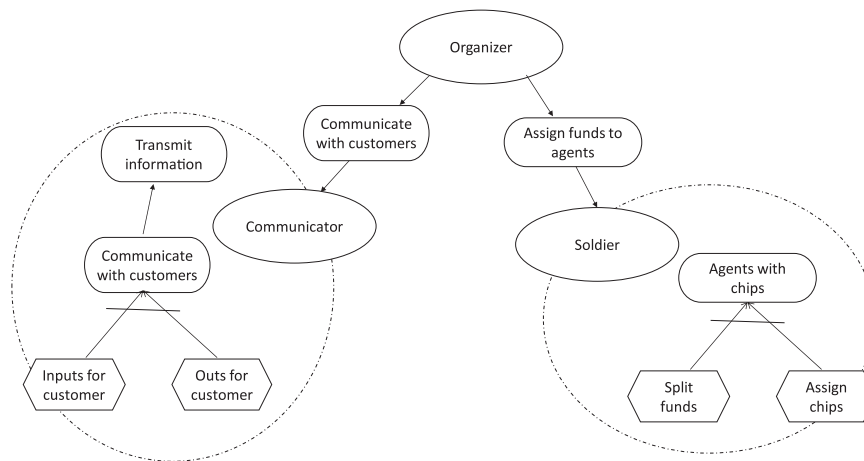 Organizer
Communicate
with customers
Assign funds to
agents
Transmit
information
Communicator
Soldier
Communicate
with customers
Agents with
chips
Inputs for
customer
Outs for
customer
Split
funds
Assign
chips